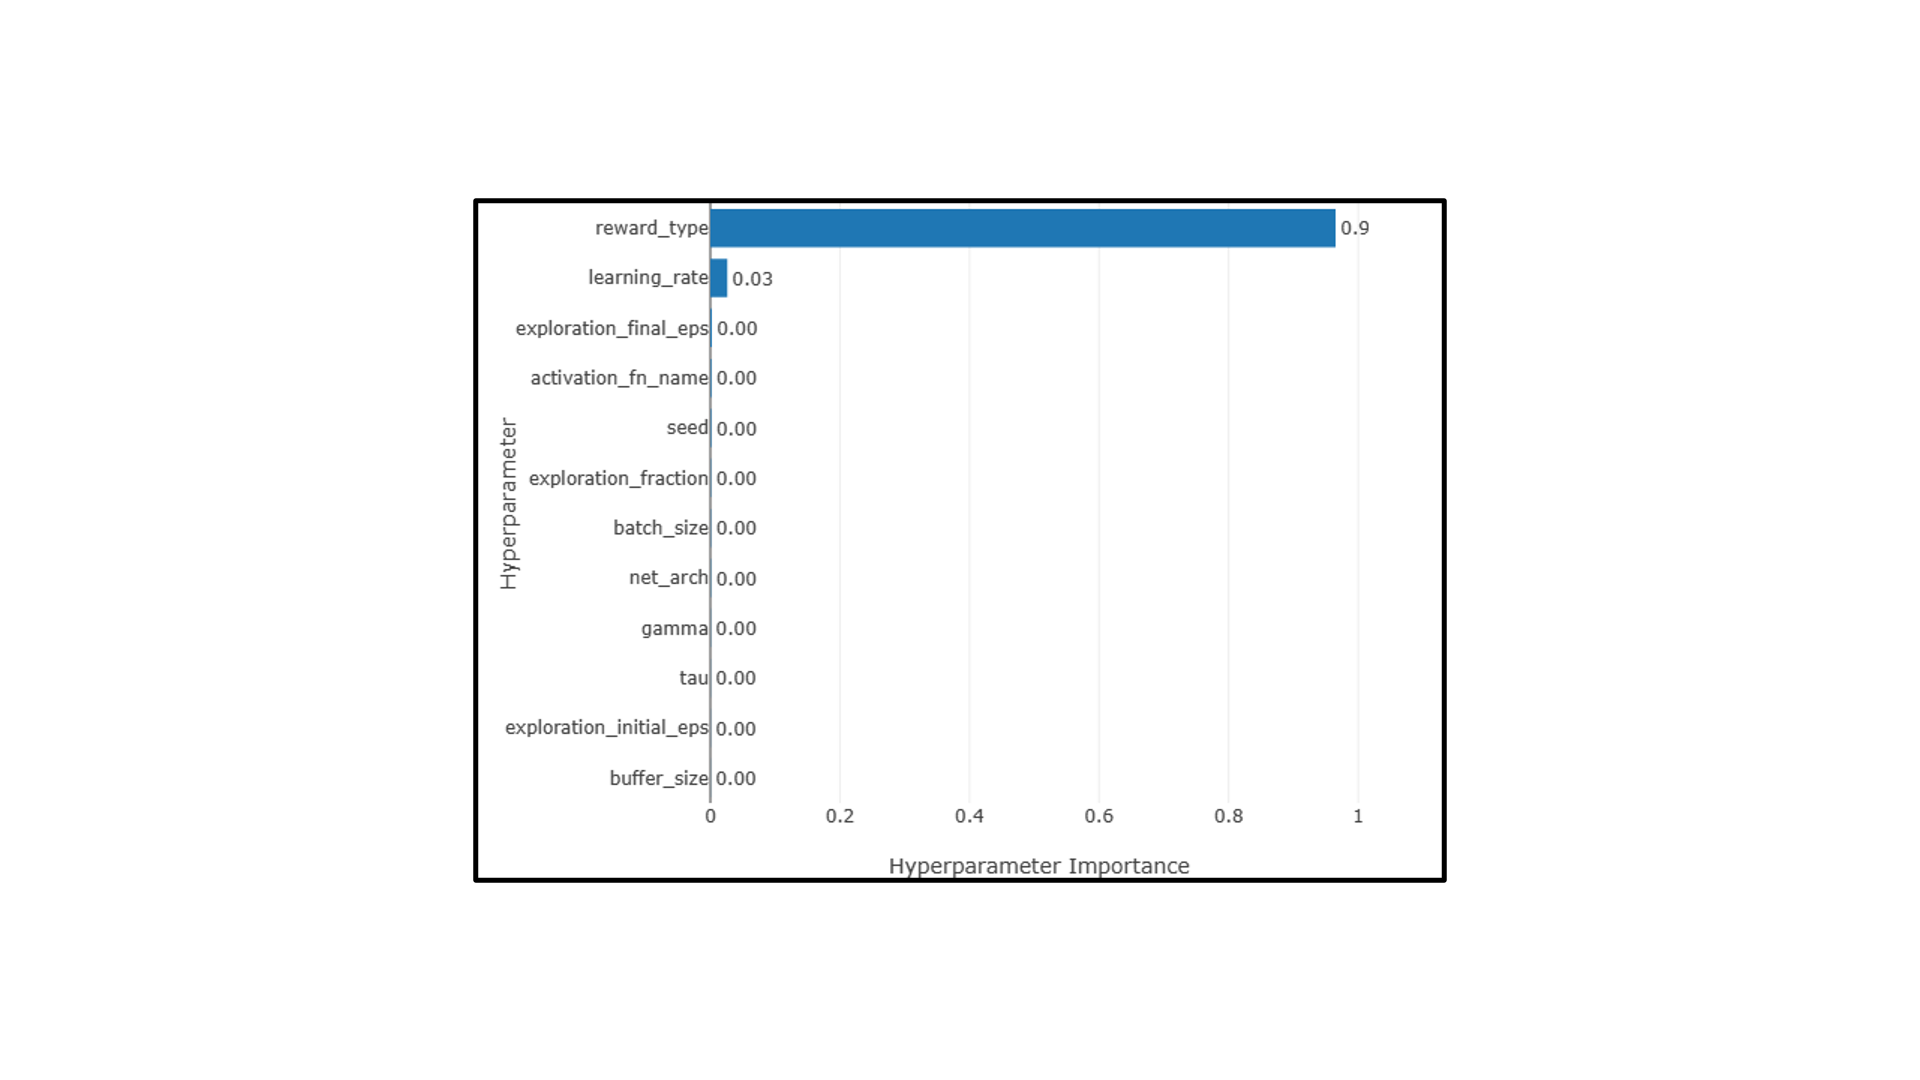 reward_type 0.9
learning_rate 0.03
exploration_final_eps 0.00
activation_fn_name 0.00
seed 0.00
exploration_fraction 0.00
batch_size 0.00
net_arch 0.00
gamma 0.00
tau 0.00
exploration_initial_eps 0.00
buffer_size 0.00
Hyperparameter
0 0.2 0.4 0.6 0.8 1
Hyperparameter Importance